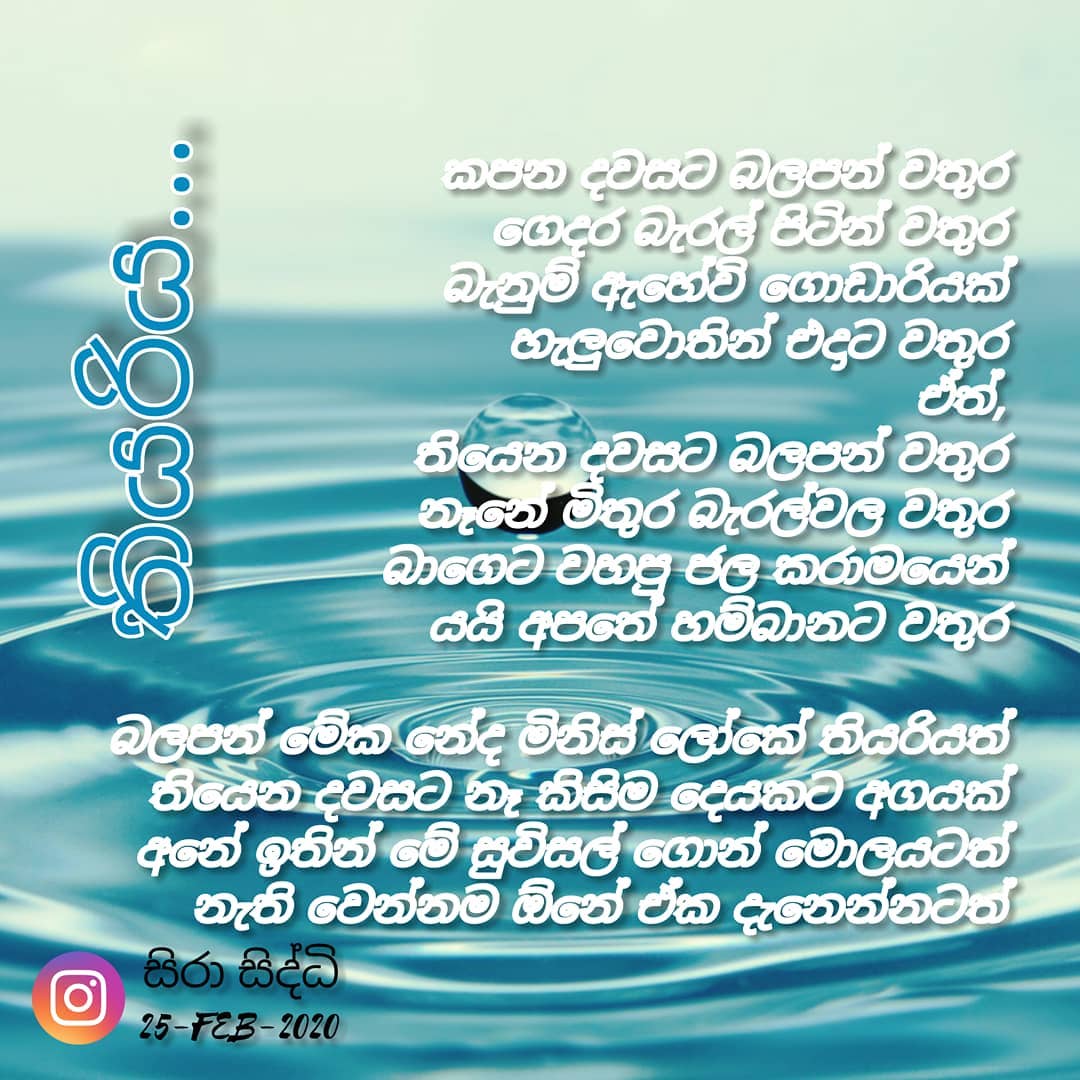 තියරිය...
කපන දවසට බලපන් වතුර
ගෙදර බැරල් පිටින් වතුර
බැනුම් ඇහේවි ගොඩාරියක්
හැලුවොතින් එදාට වතුර
ඒත්,
තියෙන දවසට බලපන් වතුර
නෑනේ මිතුර බැරල්වල වතුර
බාගෙට වහපු ජල කරාමයෙන්
යයි අපතේ හම්බානට වතුර
බලපන් මේක නේද මිනිස් ලෝකේ තියරියත්
තියෙන දවසට නෑ කිසිම දෙයකට අගයක්
අනේ ඉතින් මේ සුවිසල් ගොන් මොලයටත්
නැති වෙන්නම ඕනේ ඒක දැනෙන්නටත්
සිරා සිද්ධි
25-FEB-2020